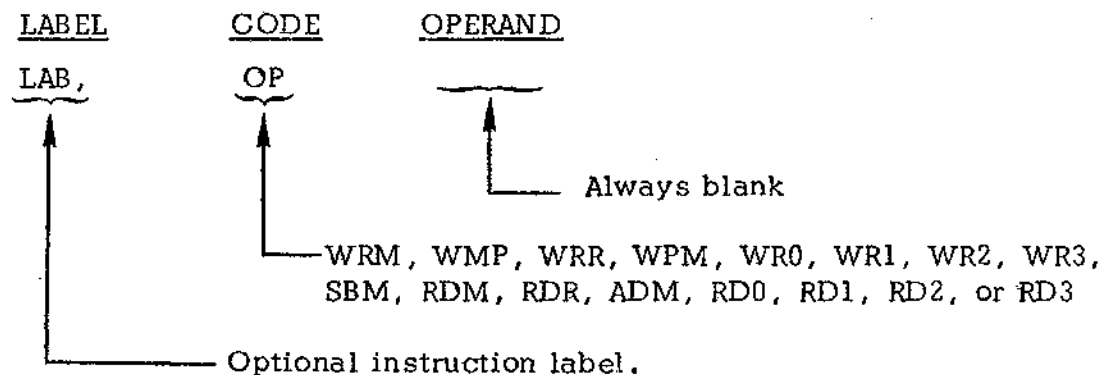 LABEL CODE OPERAND
LAB, OP
Always blank
WRM, WMP, WRR, WPM, WR0, WR1, WR2, WR3,
SBM, RDM, RDR, ADM, RD0, RD1, RD2, or RD3
Optional instruction label.